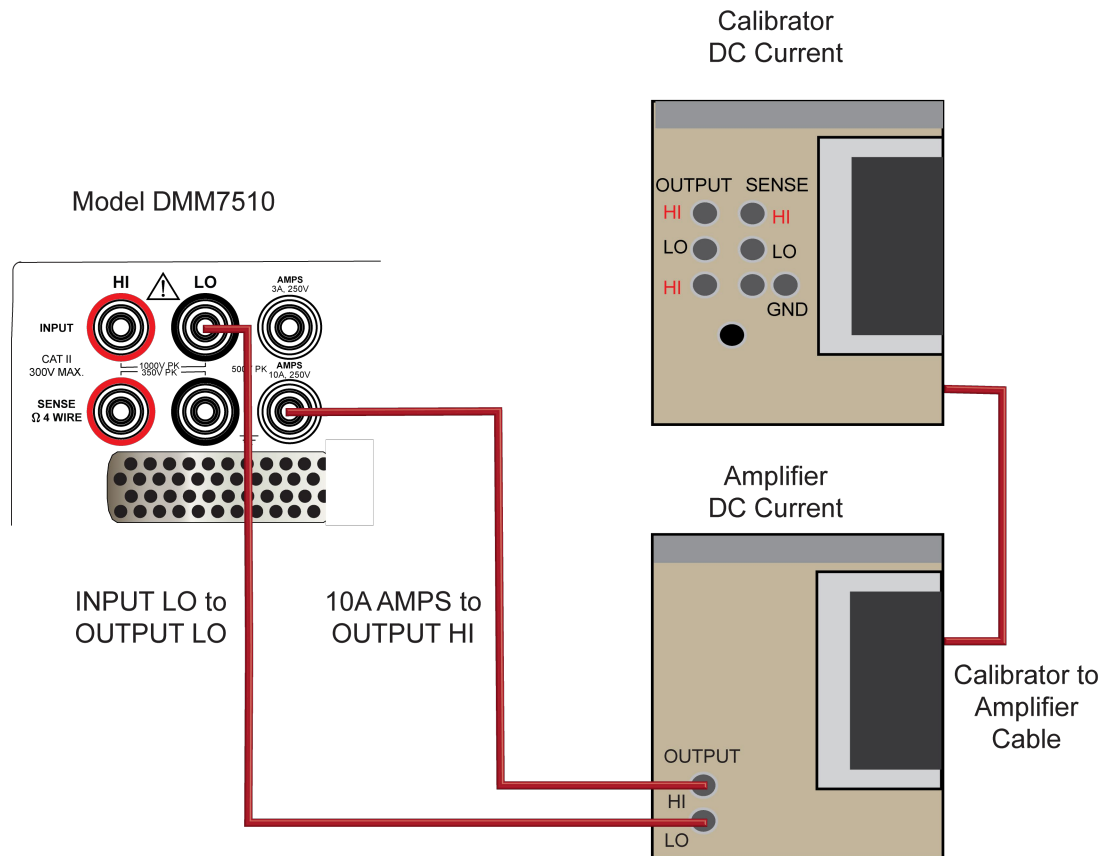 Calibrator
DC Current
OUTPUT SENSE
HI HI
LO LO
HI
GND
Model DMM7510
HI LO
AMPS
3A, 250V
INPUT
CAT II
300V MAX.
1000V PK
350V PK
500V PK
AMPS
10A, 250V
SENSE
Ω 4 WIRE
Amplifier
DC Current
INPUT LO to
OUTPUT LO
10A AMPS to
OUTPUT HI
Calibrator to
Amplifier
Cable
OUTPUT
HI
LO